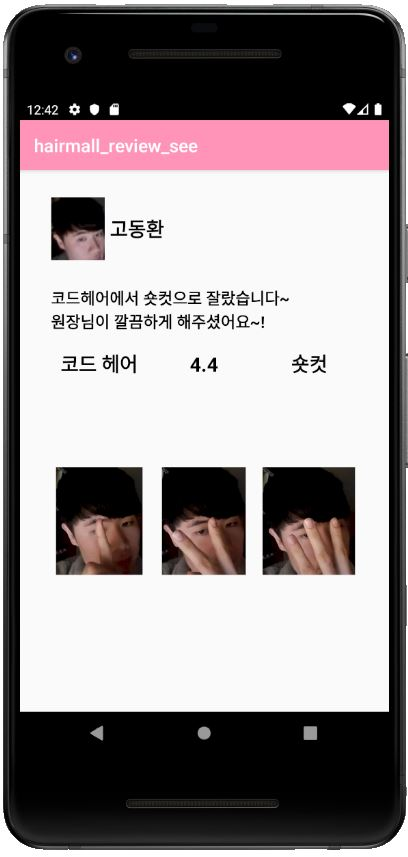 12:42
hairmall_review_see
고동환
코드헤어에서 숏컷으로 잘랐습니다~
원장님이 깔끔하게 해주셨어요~!
코드 헤어 4.4 숏컷